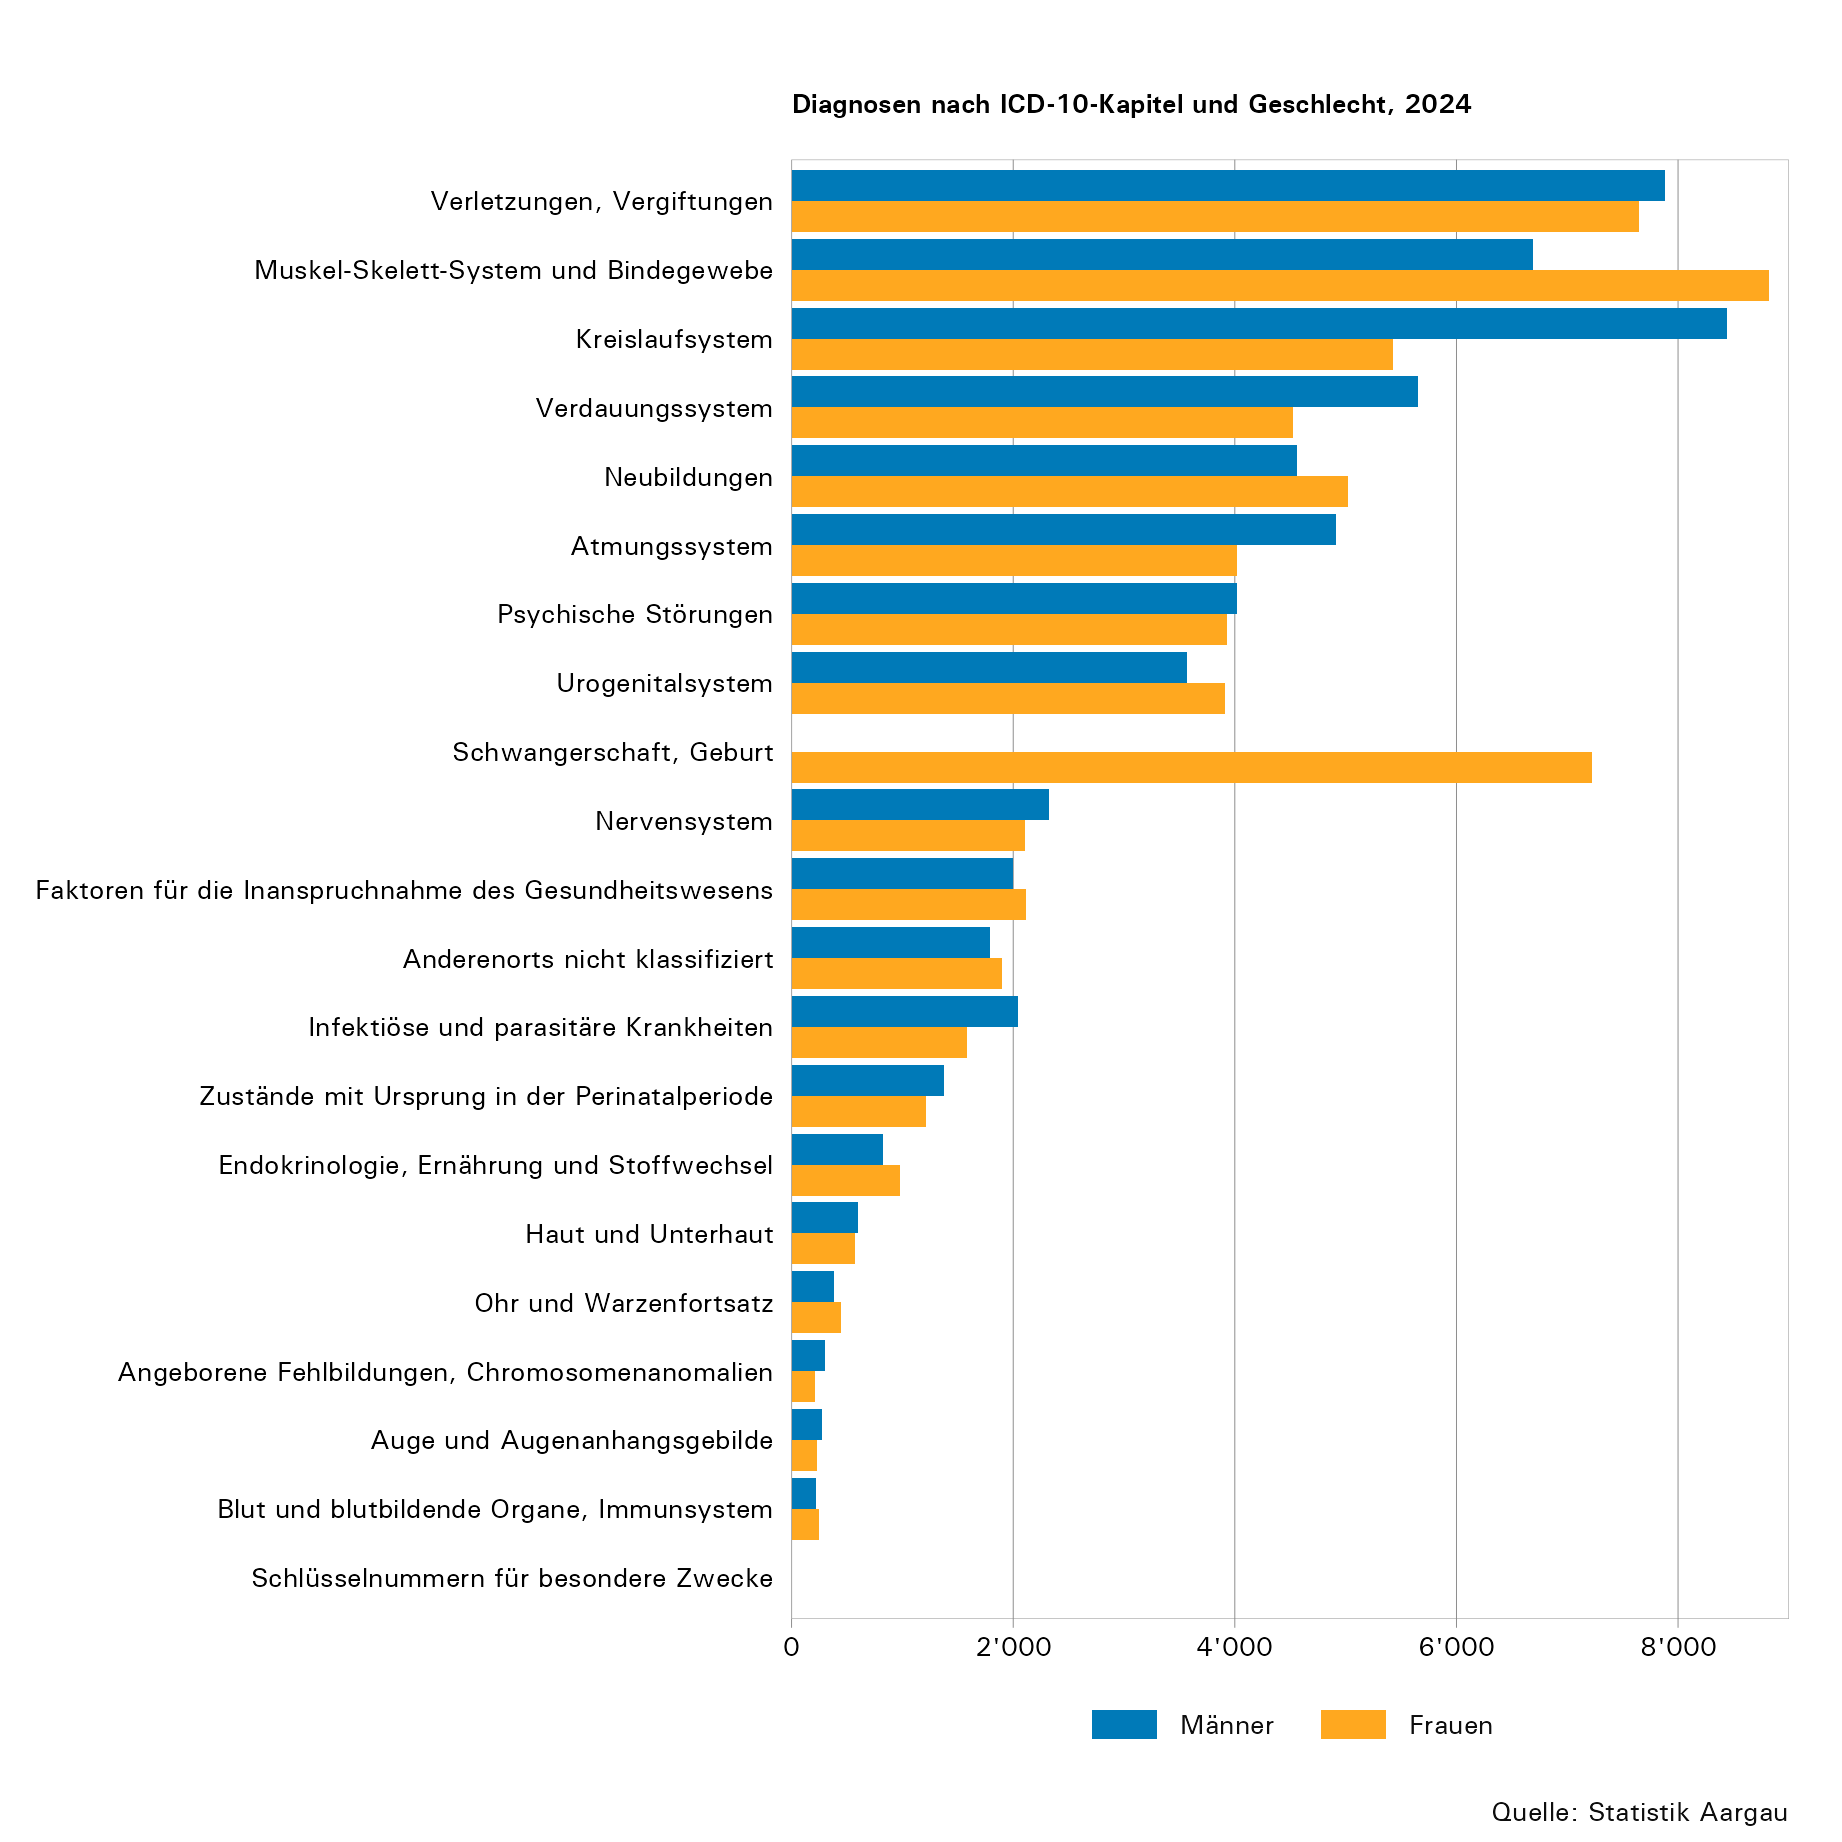 Diagnosen nach ICD-10-Kapitel und Geschlecht, 2024
Verletzungen, Vergiftungen
Muskel-Skelett-System und Bindegewebe
Kreislaufsystem
Verdauungssystem
Neubildungen
Atmungssystem
Psychische Störungen
Urogenitalsystem
Schwangerschaft, Geburt
Nervensystem
Faktoren für die Inanspruchnahme des Gesundheitswesens
Anderenorts nicht klassifiziert
Infektiöse und parasitäre Krankheiten
Zustände mit Ursprung in der Perinatalperiode
Endokrinologie, Ernährung und Stoffwechsel
Haut und Unterhaut
Ohr und Warzenfortsatz
Angeborene Fehlbildungen, Chromosomenanomalien
Auge und Augenanhangsgebilde
Blut und blutbildende Organe, Immunsystem
Schlüsselnummern für besondere Zwecke
0 2'000 4'000 6'000 8'000
Männer Frauen
Quelle: Statistik Aargau